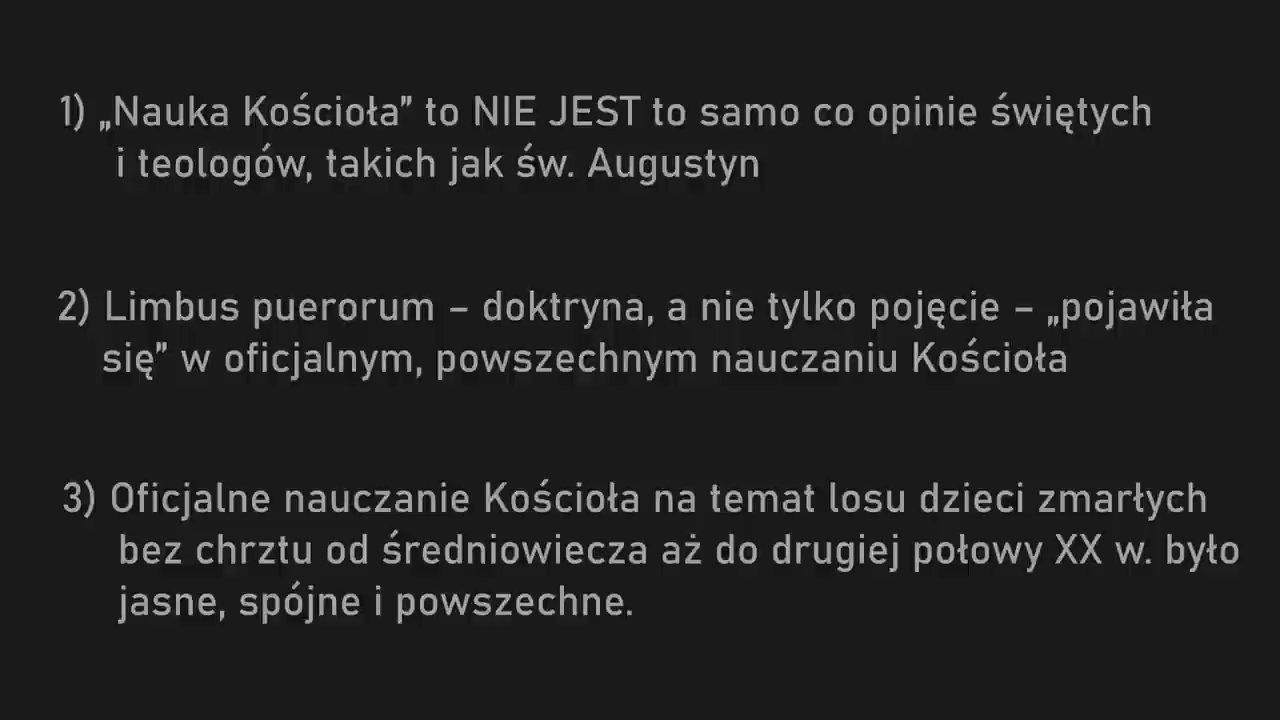 1) „Nauka Kościoła” to NIE JEST to samo co opinie świętych
i teologów, takich jak św. Augustyn
2) Limbus puerorum – doktryna, a nie tylko pojęcie – „pojawiła
się” w oficjalnym, powszechnym nauczaniu Kościoła
3) Oficjalne nauczanie Kościoła na temat losu dzieci zmarłych
bez chrztu od średniowiecza aż do drugiej połowy XX w. było
jasne, spójne i powszechne.